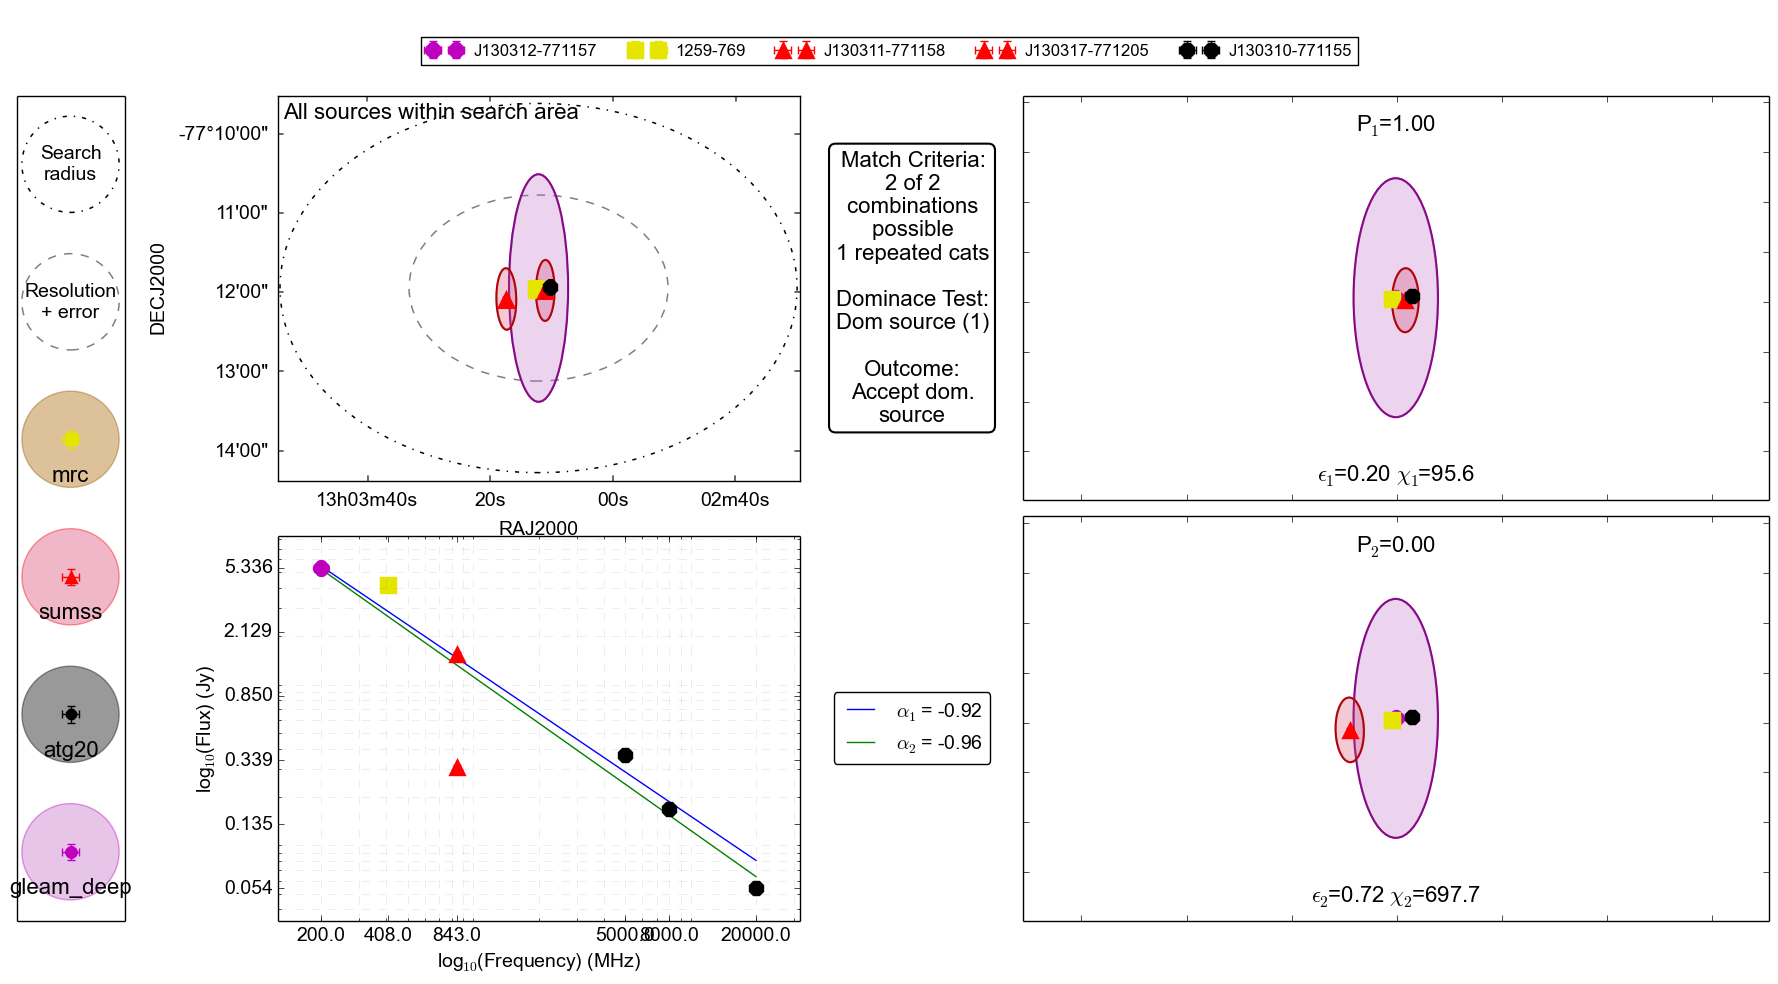 J130312-771157 1259-769 J130311-771158 J130317-771205 J130310-771155
Search
radius
Resolution
+ error
mrc
sumss
atg20
gleam_deep
All sources within search area
DECJ2000
-77°10'00"
11'00"
12'00"
13'00"
14'00"
13h03m40s 20s 00s 02m40s
RAJ2000
Match Criteria:
2 of 2
combinations
possible
1 repeated cats
Dominace Test:
Dom source (1)
Outcome:
Accept dom.
source
P₁=1.00
ϵ₁=0.20 χ₁=95.6
log₁₀(Flux) (Jy)
5.336
2.129
0.850
0.339
0.135
0.054
200.0 408.0 843.0 5000.0 8000.0 20000.0
log₁₀(Frequency) (MHz)
α₁ = -0.92
α₂ = -0.96
P₂=0.00
ϵ₂=0.72 χ₂=697.7